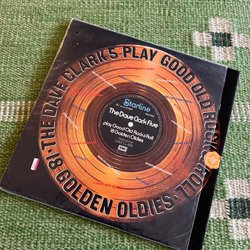 THE DAVE CLARK 5 PLAY GOOD OLD ROCK & ROLL · 18 GOLDEN OLDIES ·
Starline
The Dave Clark Five
play Good Old Rock & Roll
18 Golden Oldies
EMI